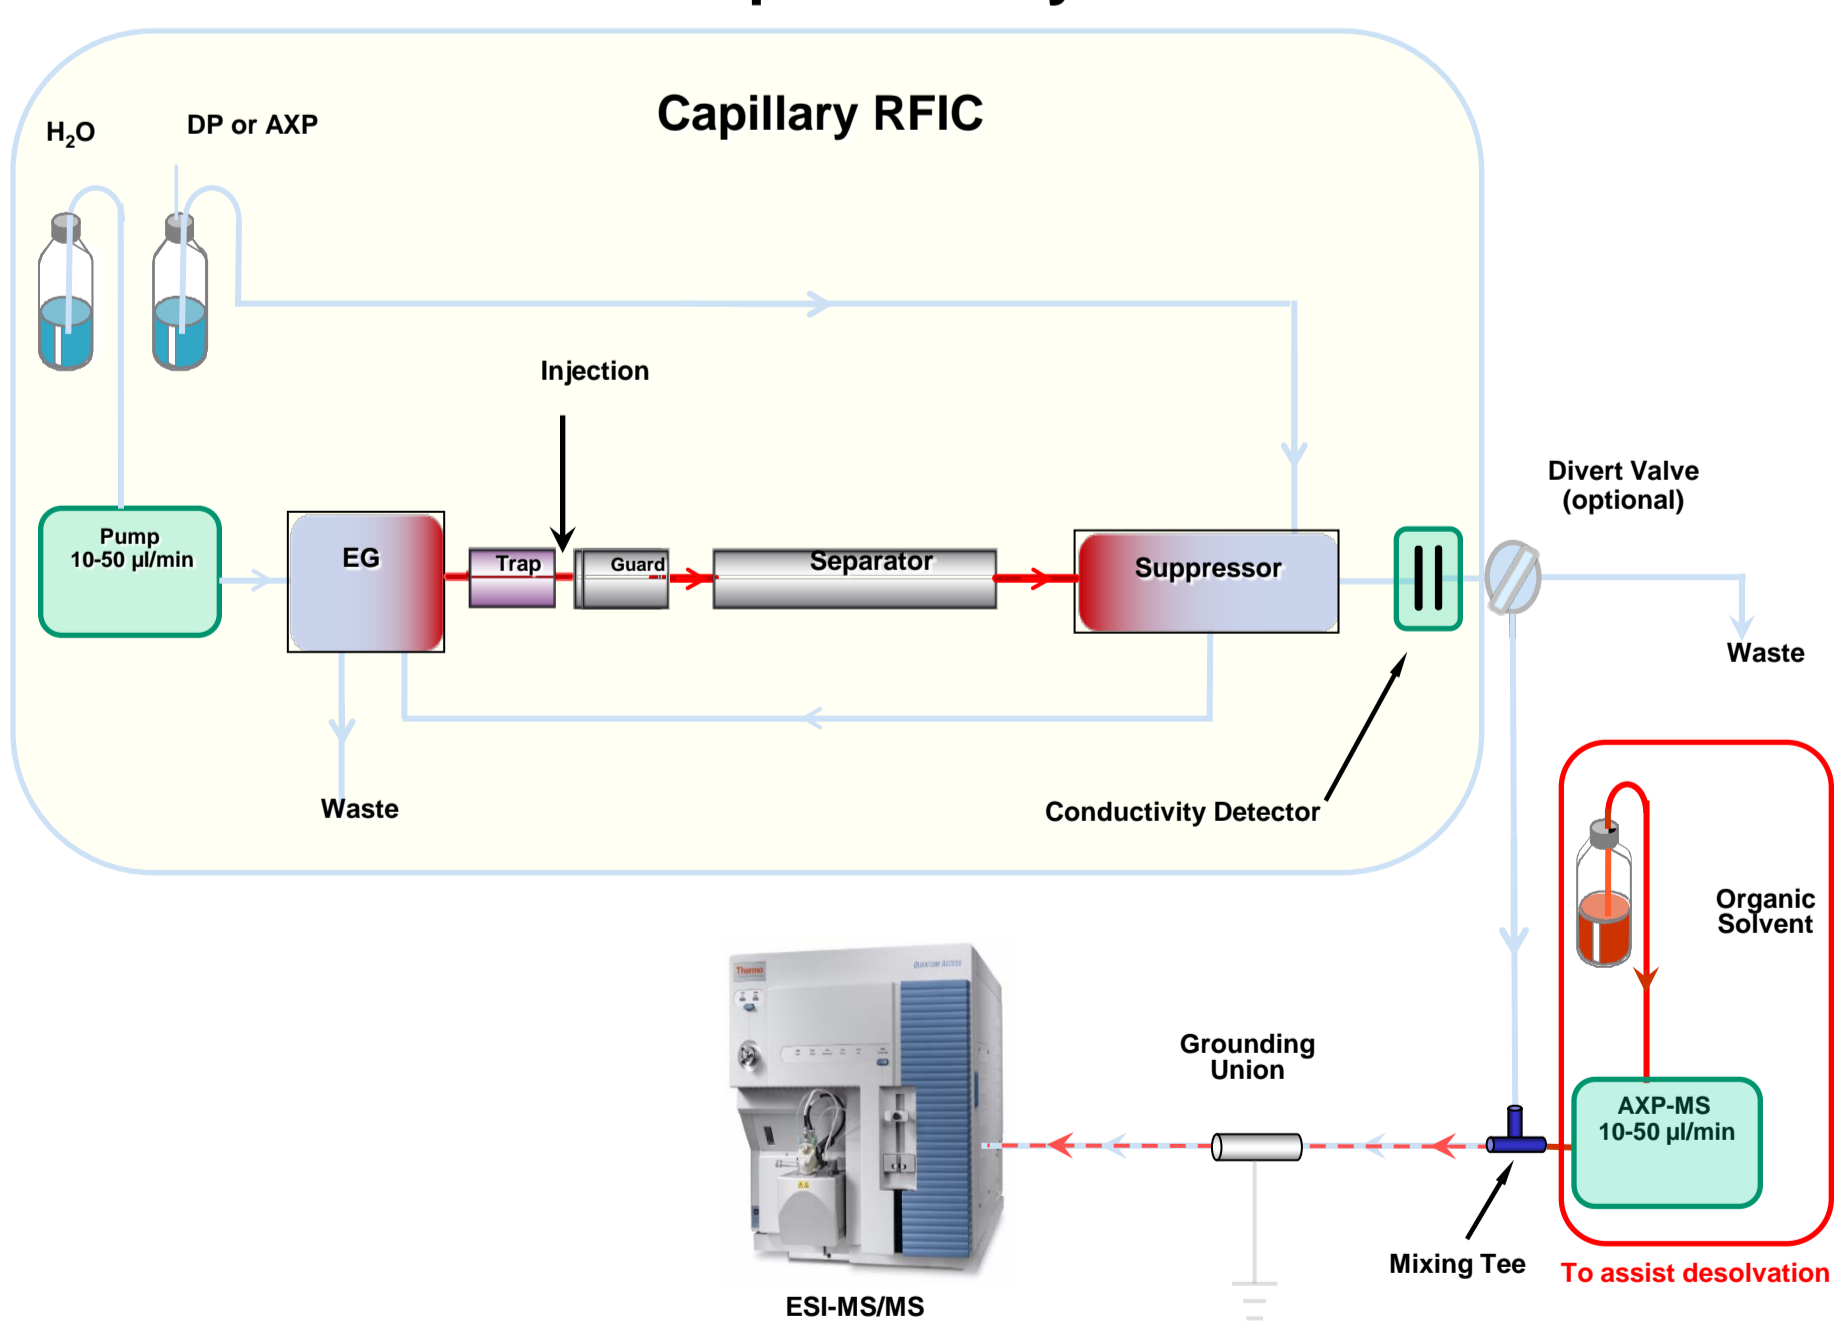 Capillary RFIC
H₂O
DP or AXP
Injection
Divert Valve
(optional)
Pump
10-50 µl/min
EG
Trap
Guard
Separator
Suppressor
Waste
Waste
Conductivity Detector
Organic
Solvent
Thermo
QUANTUM ACCESS
Grounding
Union
AXP-MS
10-50 µl/min
Mixing Tee
To assist desolvation
ESI-MS/MS